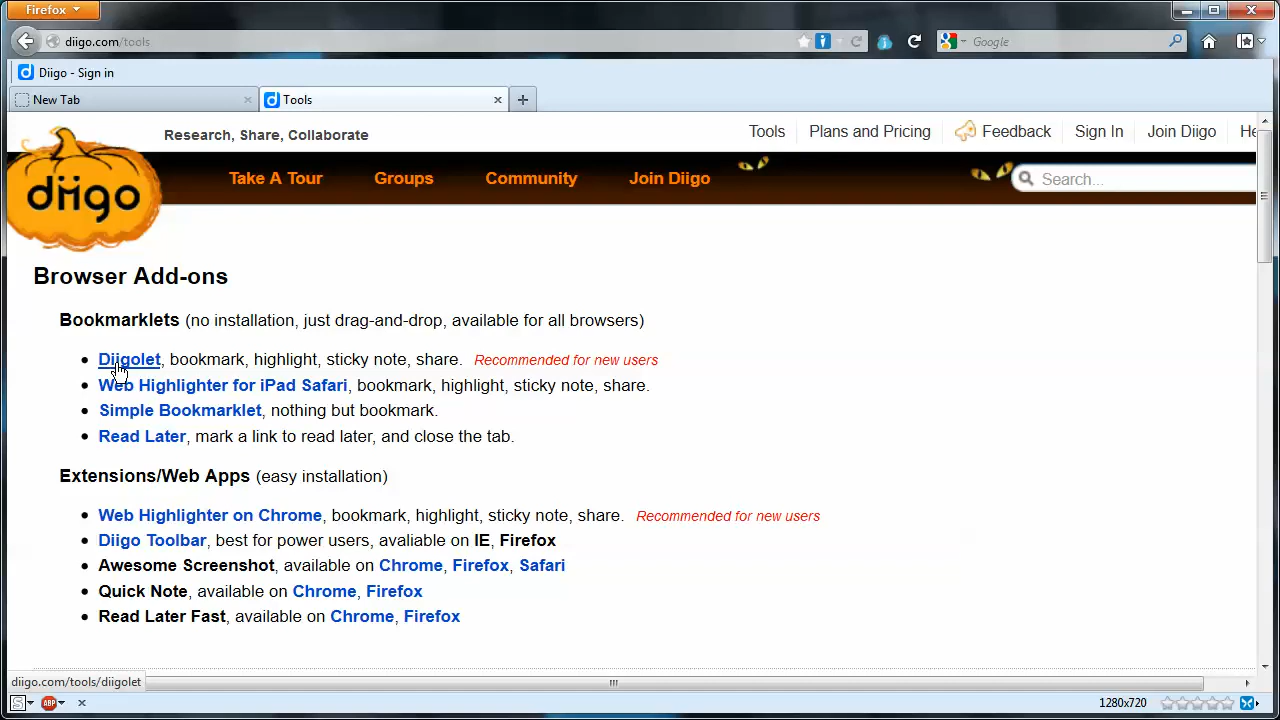 Firefox
diigo.com/tools
Google
Diigo - Sign in
New Tab
Tools
Research, Share, Collaborate
Tools
Plans and Pricing
Feedback
Sign In
Join Diigo
He
diigo
Take A Tour
Groups
Community
Join Diigo
Search...
Browser Add-ons
Bookmarklets (no installation, just drag-and-drop, available for all browsers)
Diigolet, bookmark, highlight, sticky note, share. Recommended for new users
Web Highlighter for iPad Safari, bookmark, highlight, sticky note, share.
Simple Bookmarklet, nothing but bookmark.
Read Later, mark a link to read later, and close the tab.
Extensions/Web Apps (easy installation)
Web Highlighter on Chrome, bookmark, highlight, sticky note, share. Recommended for new users
Diigo Toolbar, best for power users, avaliable on IE, Firefox
Awesome Screenshot, available on Chrome, Firefox, Safari
Quick Note, available on Chrome, Firefox
Read Later Fast, available on Chrome, Firefox
diigo.com/tools/diigolet
S
ABP
1280x720